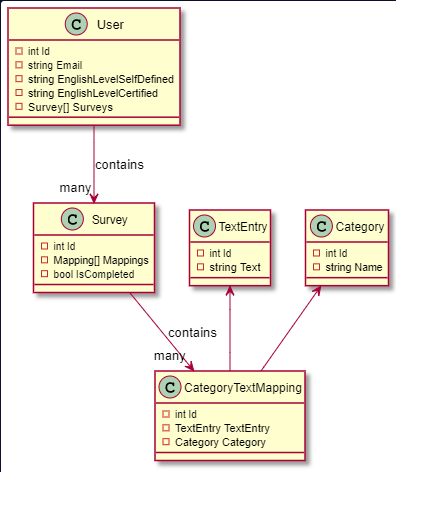 C User
int Id
string Email
string EnglishLevelSelfDefined
string EnglishLevelCertified
Survey[] Surveys
contains
many
C Survey
int Id
Mapping[] Mappings
bool IsCompleted
C TextEntry
int Id
string Text
C Category
int Id
string Name
contains
many
C CategoryTextMapping
int Id
TextEntry TextEntry
Category Category